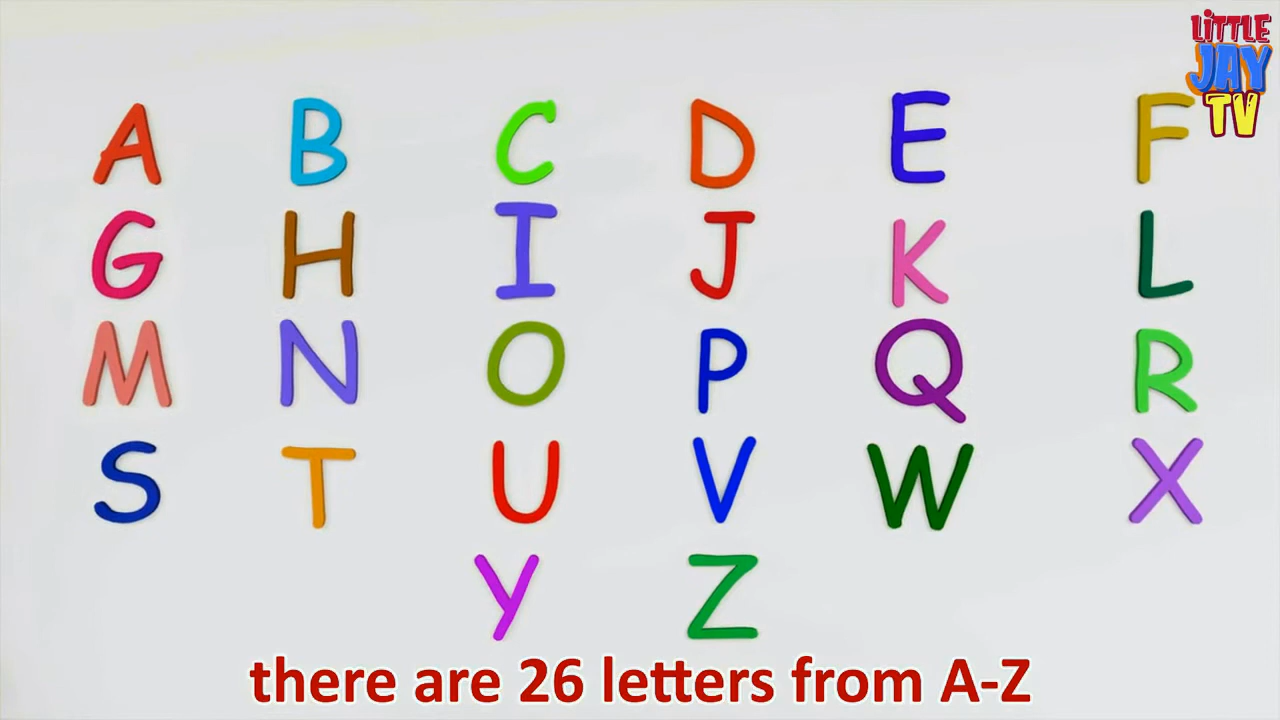 LiTTLE
JAY
TV
A B C D E F
G H I J K L
M N O P Q R
S T U V W X
Y Z
there are 26 letters from A-Z